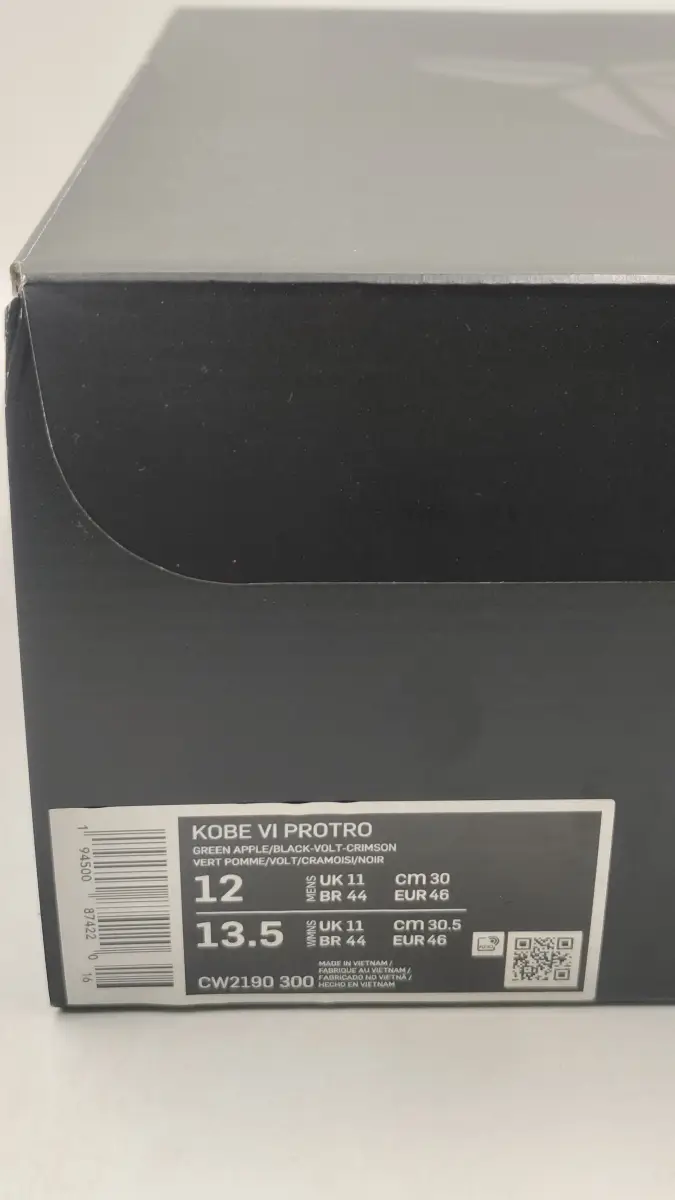 KOBE VI PROTRO
GREEN APPLE/BLACK-VOLT-CRIMSON
VERT POMME/VOLT/CRAMOISI/NOIR
12 MENS UK 11 cm 30
BR 44 EUR 46
13.5 WMNS UK 11 cm 30.5
BR 44 EUR 46
CW2190 300
MADE IN VIETNAM /
FABRIQUE AU VIETNAM /
FABRICADO NO VIETNÃ /
HECHO EN VIETNAM
1 94500 87422 0 16